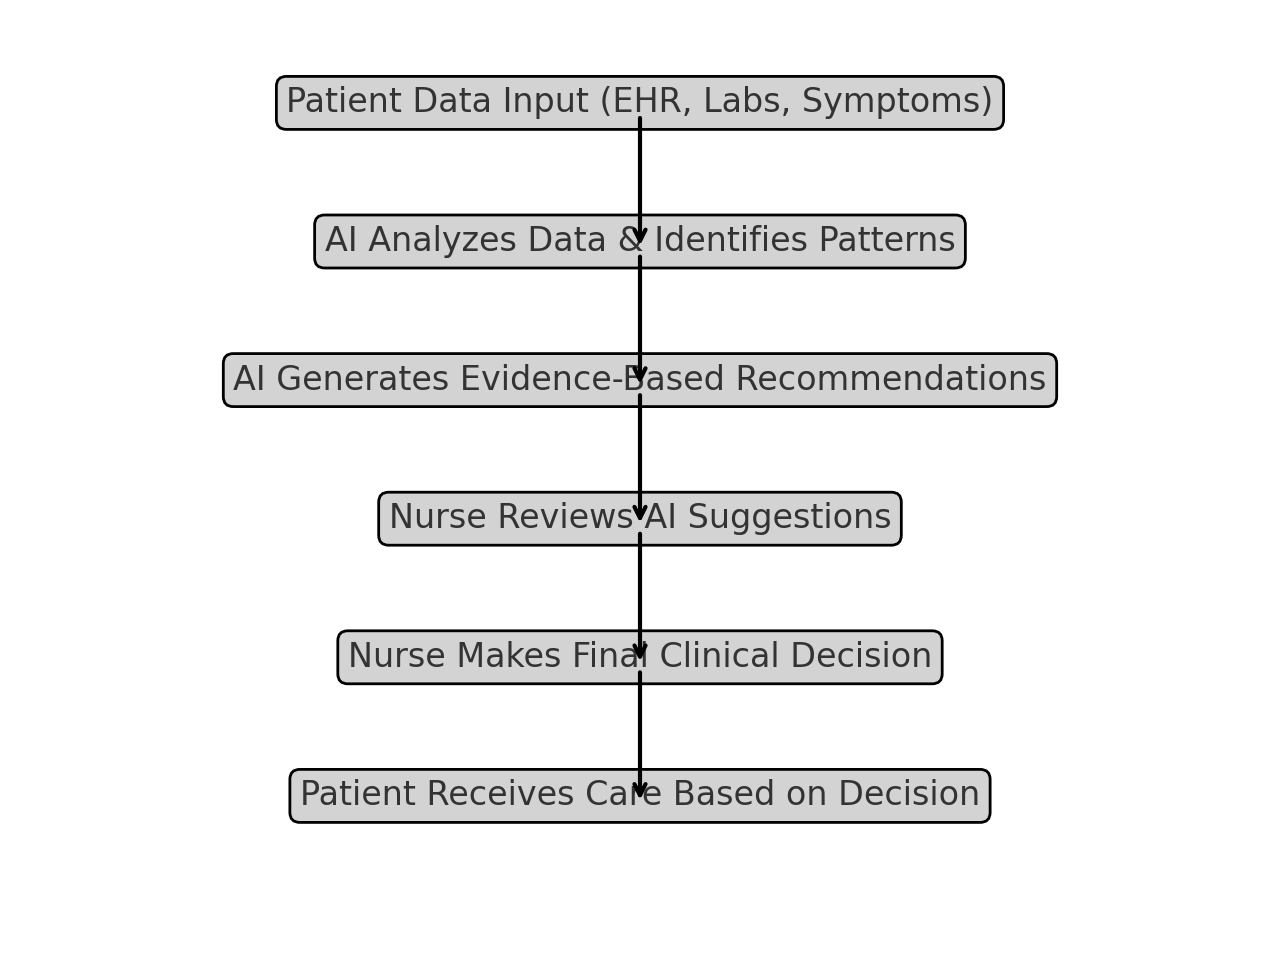 Patient Data Input (EHR, Labs, Symptoms)
AI Analyzes Data & Identifies Patterns
AI Generates Evidence-Based Recommendations
Nurse Reviews AI Suggestions
Nurse Makes Final Clinical Decision
Patient Receives Care Based on Decision